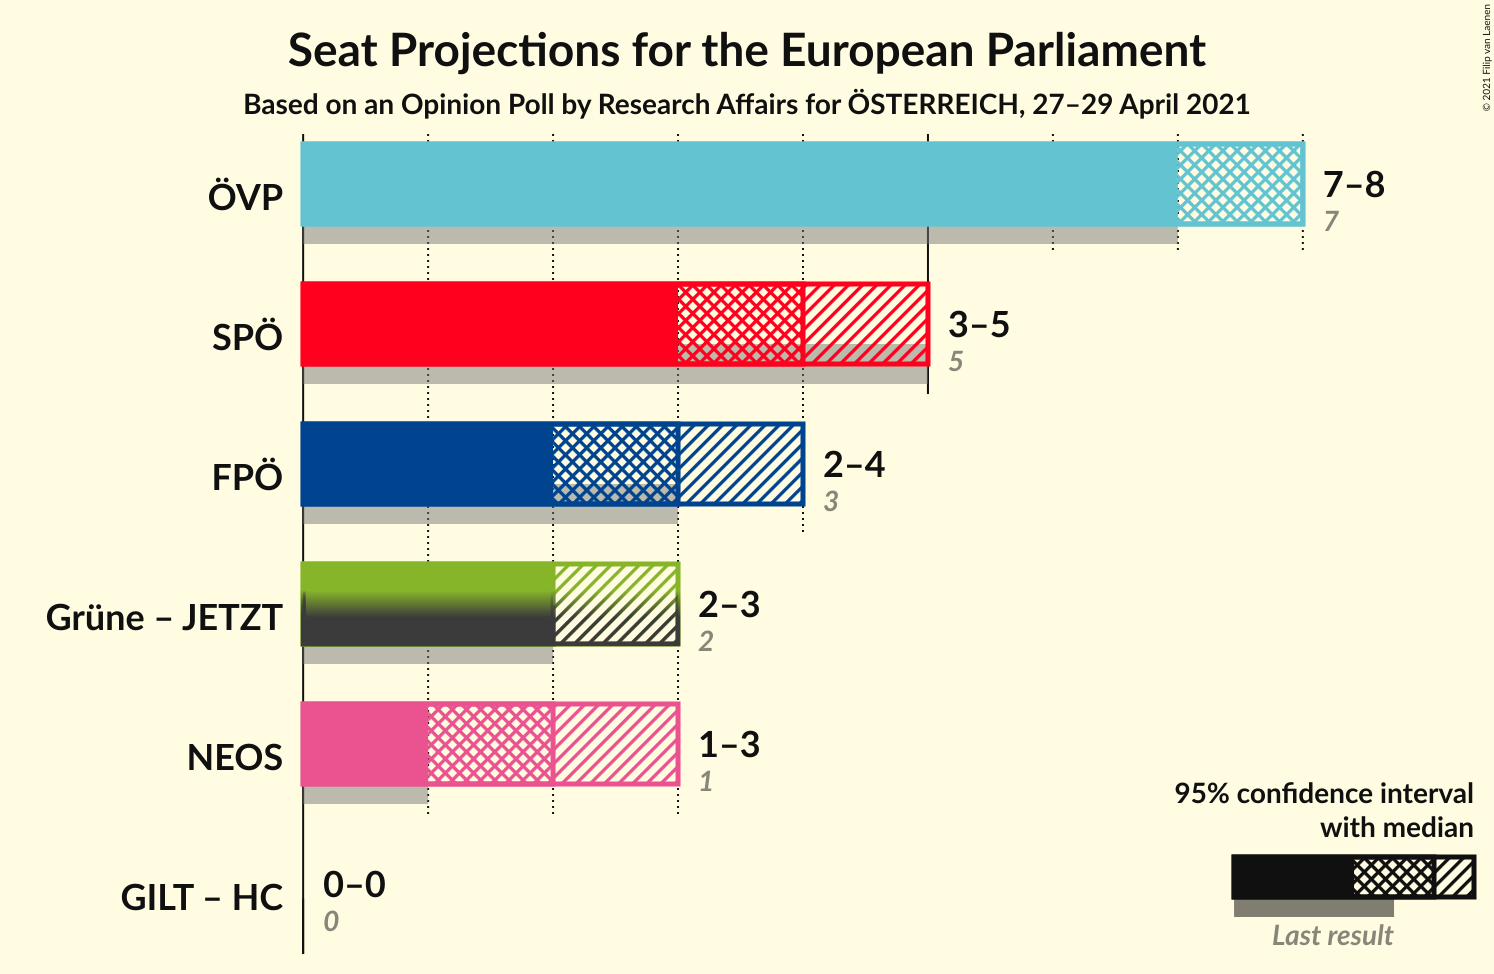 Seat Projections for the European Parliament
Based on an Opinion Poll by Research Affairs for ÖSTERREICH, 27–29 April 2021
© 2021 Filip van Laenen
ÖVP
7–8
7
SPÖ
3–5
5
FPÖ
2–4
3
Grüne – JETZT
2–3
2
NEOS
1–3
1
GILT – HC
0–0
0
95% confidence interval
with median
Last result